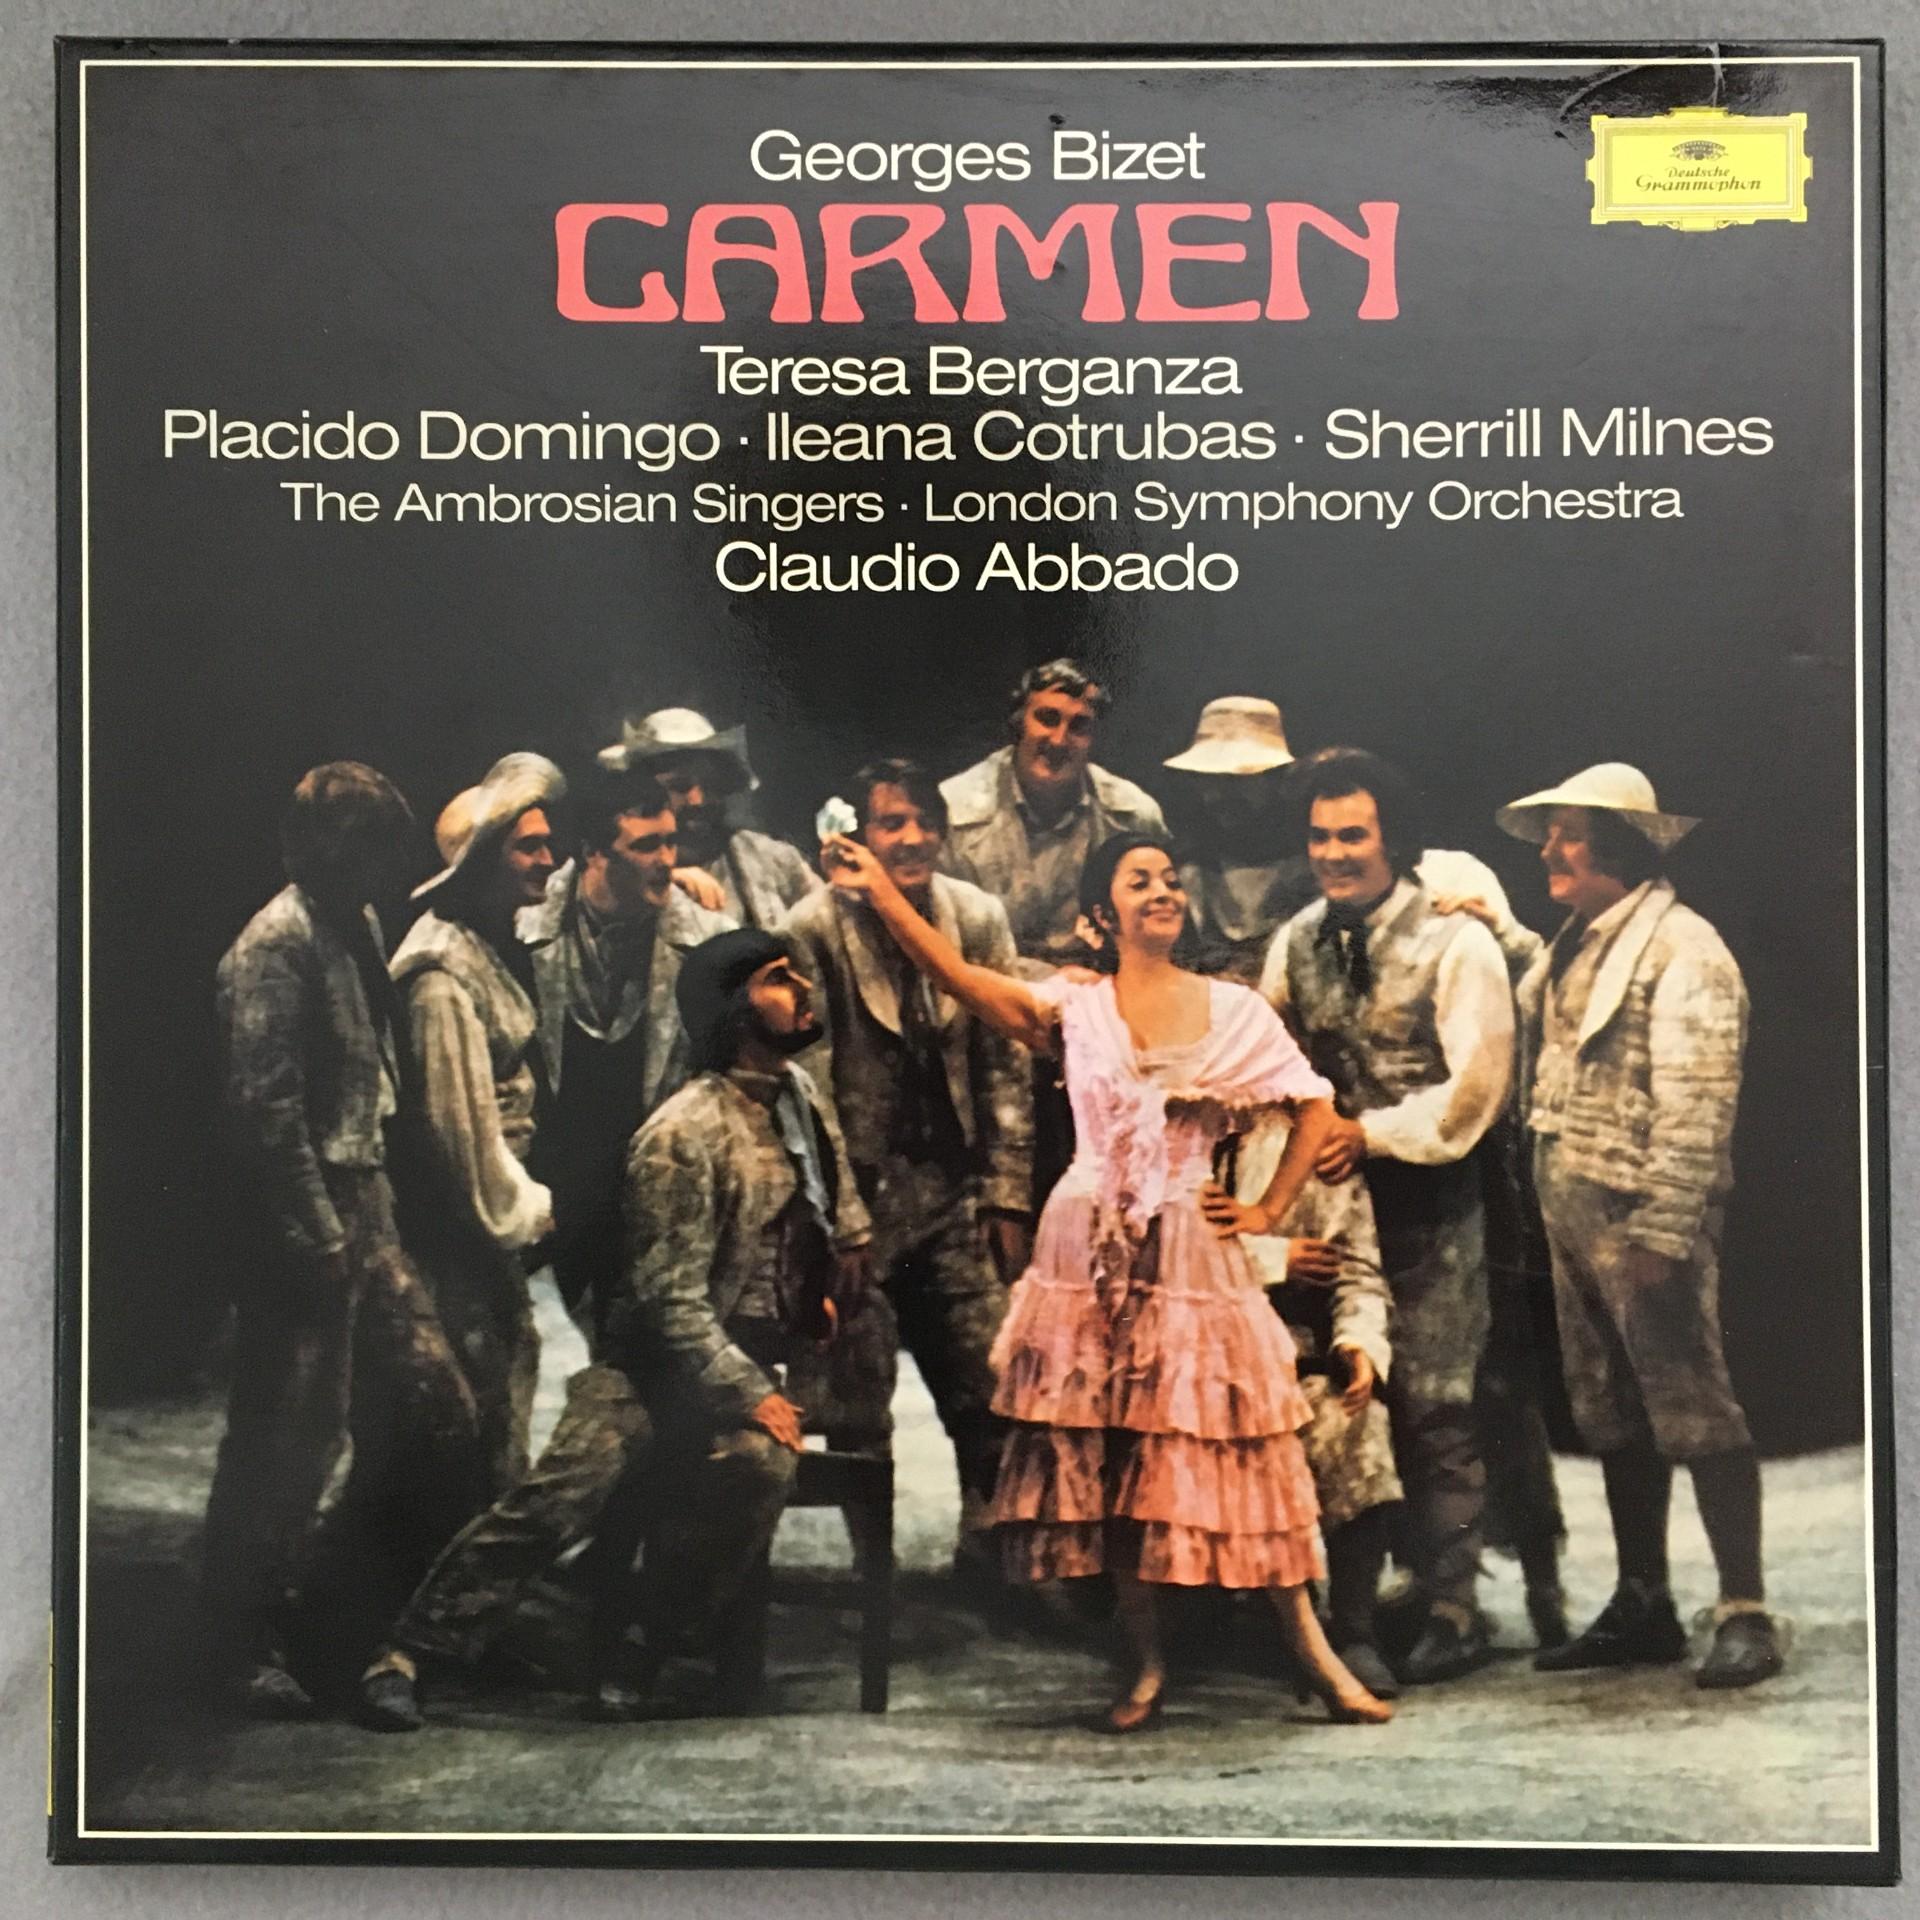 Georges Bizet
CARMEN
Deutsche
Grammophon
Teresa Berganza
Placido Domingo · Ileana Cotrubas · Sherrill Milnes
The Ambrosian Singers · London Symphony Orchestra
Claudio Abbado